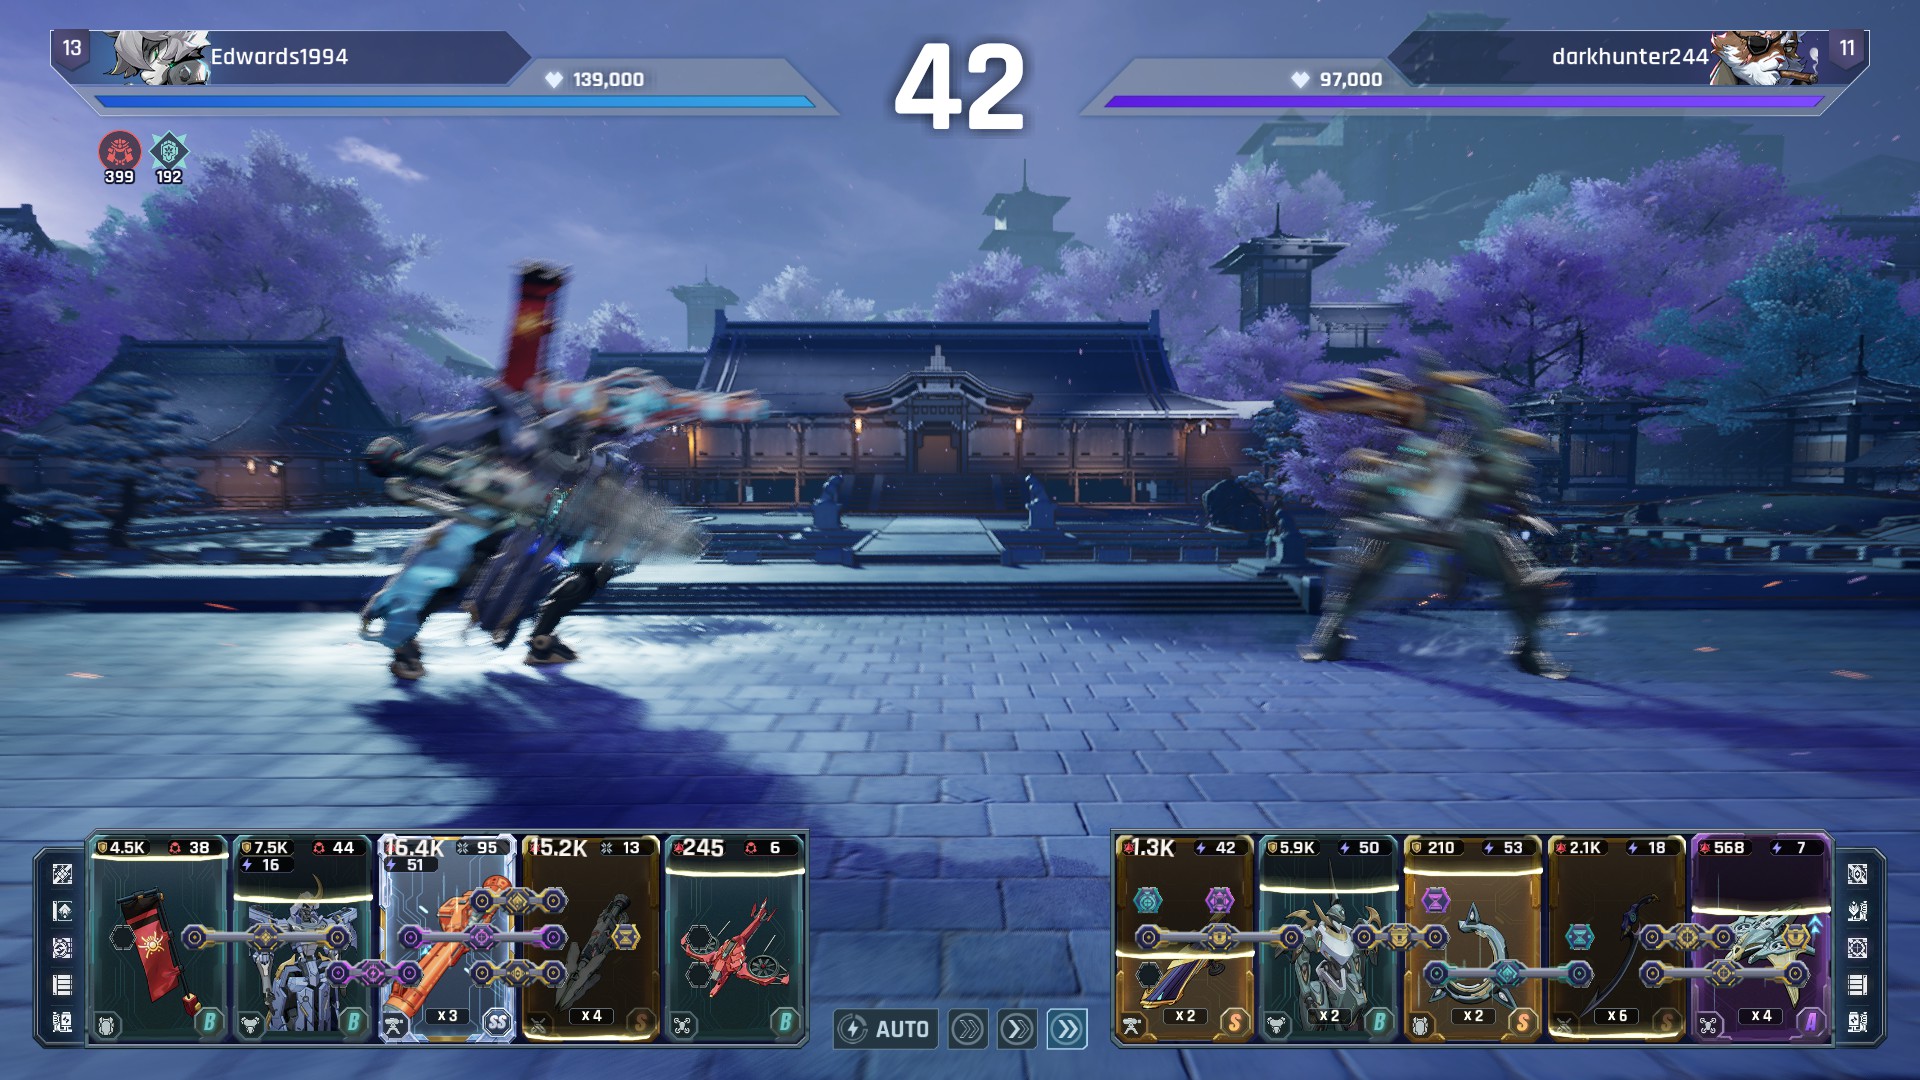 13
Edwards1994
139,000
42
97,000
darkhunter244
11
399
192
4.5K 38
7.5K 44
16
16.4K 95
51
15.2K 13
245 6
1.3K 42
5.9K 50
210 53
2.1K 18
568 7
B
B
x3 SS
x4 S
B
AUTO
x2 S
x2 B
x2 S
x6 S
x4 A